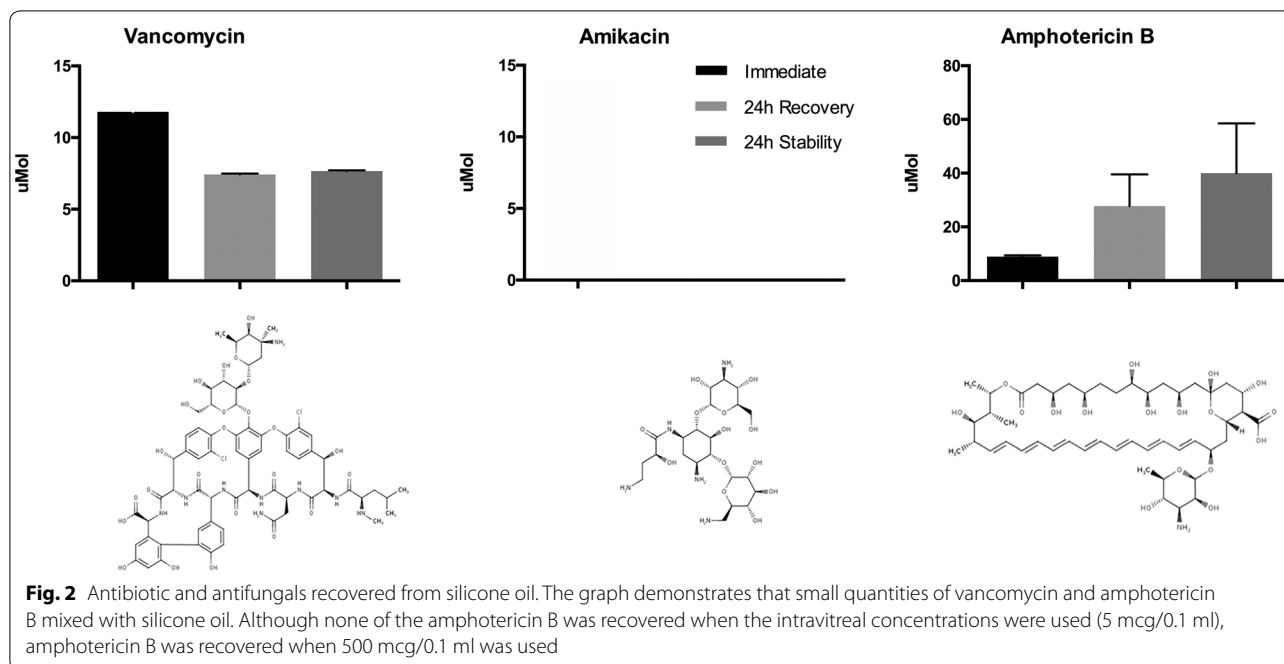 Vancomycin
15
10
5
0
uMol
Amikacin
15
10
5
0
uMol
Immediate
24h Recovery
24h Stability
Amphotericin B
80
60
40
20
0
uMol
Fig. 2 Antibiotic and antifungals recovered from silicone oil. The graph demonstrates that small quantities of vancomycin and amphotericin
B mixed with silicone oil. Although none of the amphotericin B was recovered when the intravitreal concentrations were used (5 mcg/0.1 ml),
amphotericin B was recovered when 500 mcg/0.1 ml was used